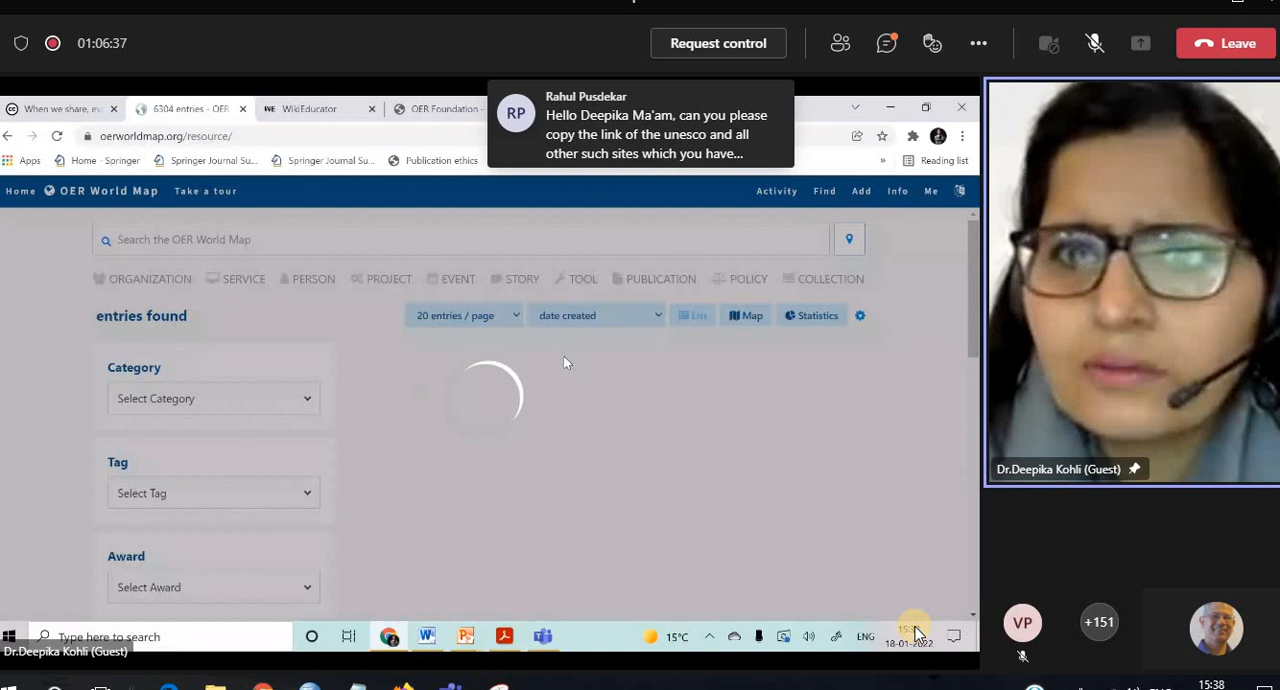 01:06:37
Request control
Leave
When we share, ev
6304 entries - OER
WikiEducator
OER Foundation
RP
Rahul Pusdekar
Hello Deepika Ma'am, can you please
copy the link of the unesco and all
other such sites which you have...
oerworldmap.org/resource/
Apps
Home - Springer
Springer Journal Su...
Springer Journal Su...
Publication ethics
»
Reading list
Home
OER World Map
Take a tour
Activity
Find
Add
Info
Me
Search the OER World Map
ORGANIZATION
SERVICE
PERSON
PROJECT
EVENT
STORY
TOOL
PUBLICATION
POLICY
COLLECTION
entries found
20 entries / page
date created
List
Map
Statistics
Category
Select Category
Tag
Select Tag
Award
Select Award
Dr.Deepika Kohli (Guest)
VP
+151
Type here to search
15°C
ENG
18-01-2022
Dr.Deepika Kohli (Guest)
15:38